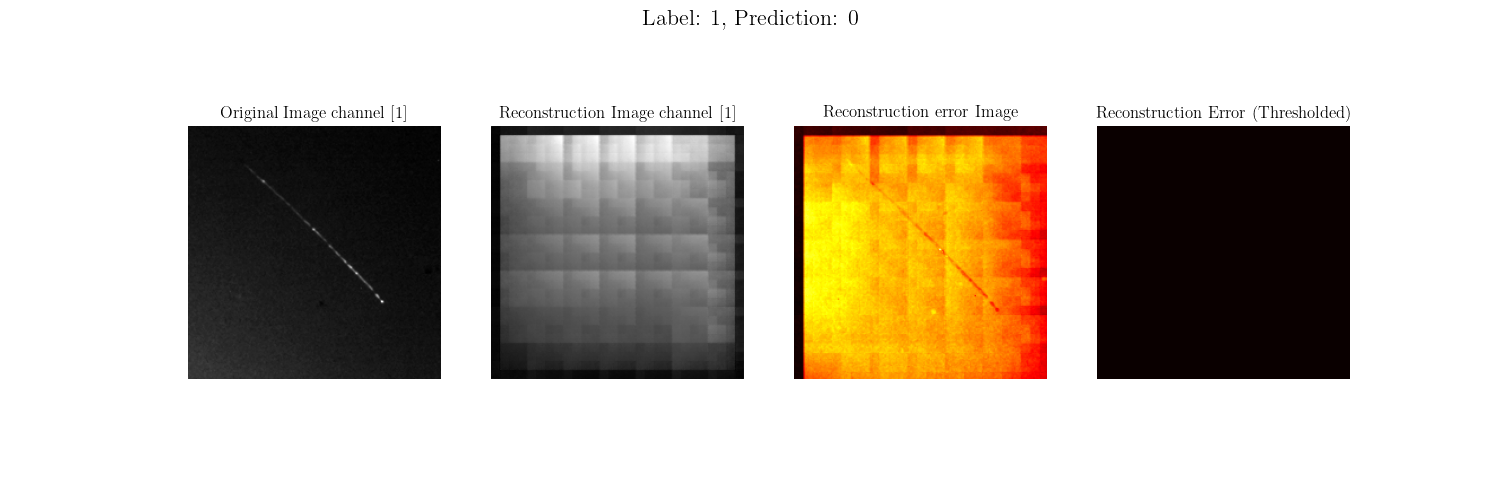 Label: 1, Prediction: 0
Original Image channel [1]
Reconstruction Image channel [1]
Reconstruction error Image
Reconstruction Error (Thresholded)